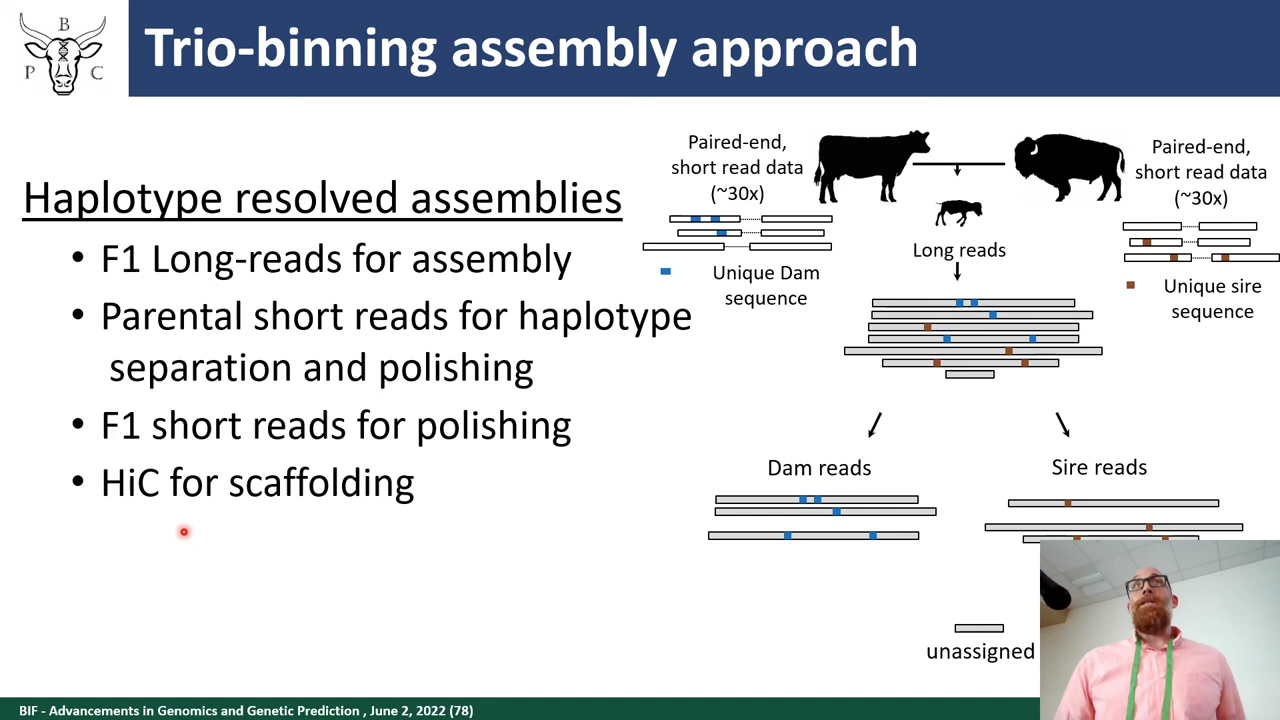 B
P C
Trio-binning assembly approach
Haplotype resolved assemblies
• F1 Long-reads for assembly
• Parental short reads for haplotype
separation and polishing
• F1 short reads for polishing
• HiC for scaffolding
Paired-end,
short read data
(~30x)
Unique Dam
sequence
Long reads
Paired-end,
short read data
(~30x)
Unique sire
sequence
Dam reads
Sire reads
unassigned
BIF - Advancements in Genomics and Genetic Prediction , June 2, 2022 (78)